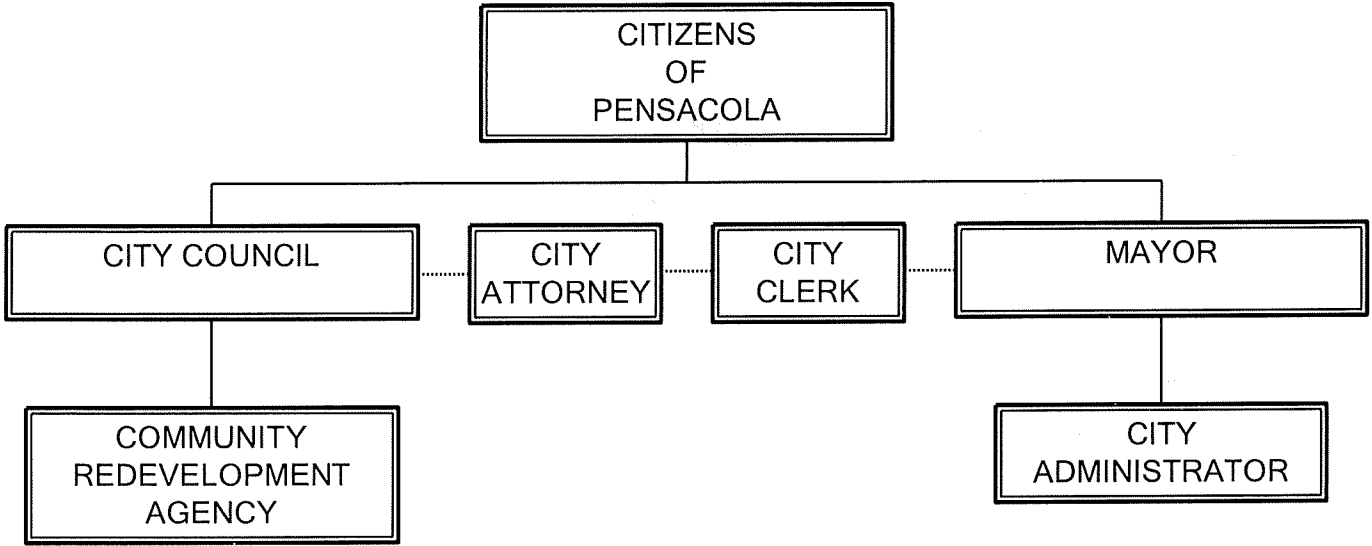 CITIZENS
OF
PENSACOLA
CITY COUNCIL
CITY
ATTORNEY
CITY
CLERK
MAYOR
COMMUNITY
REDEVELOPMENT
AGENCY
CITY
ADMINISTRATOR